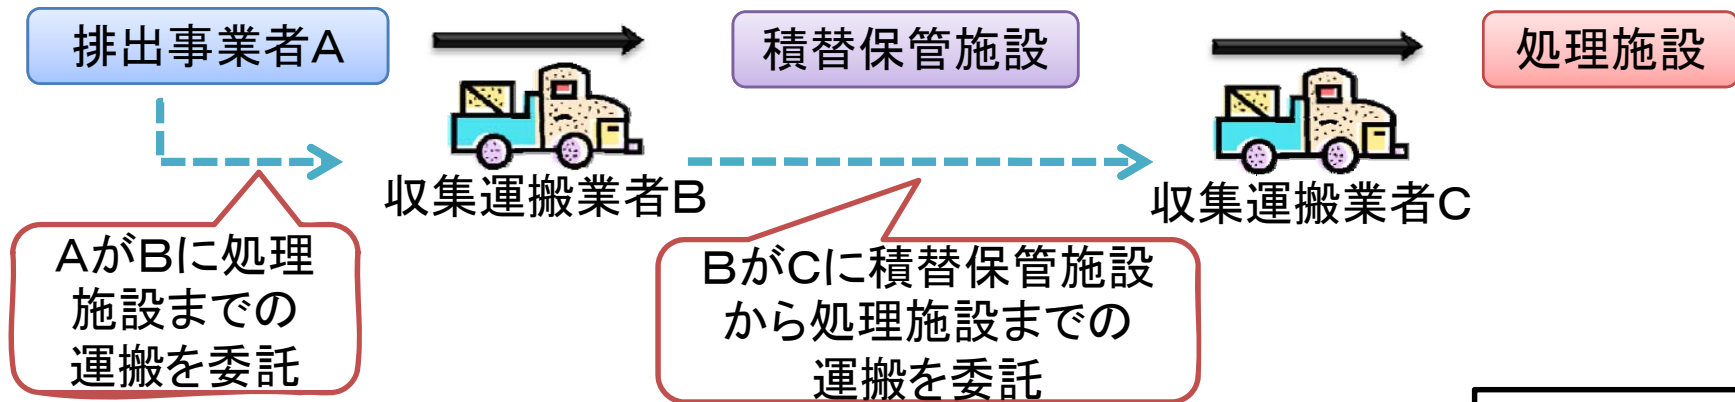 排出事業者A
積替保管施設
処理施設
収集運搬業者B
収集運搬業者C
AがBに処理
施設までの
運搬を委託
BがCに積替保管施設
から処理施設までの
運搬を委託